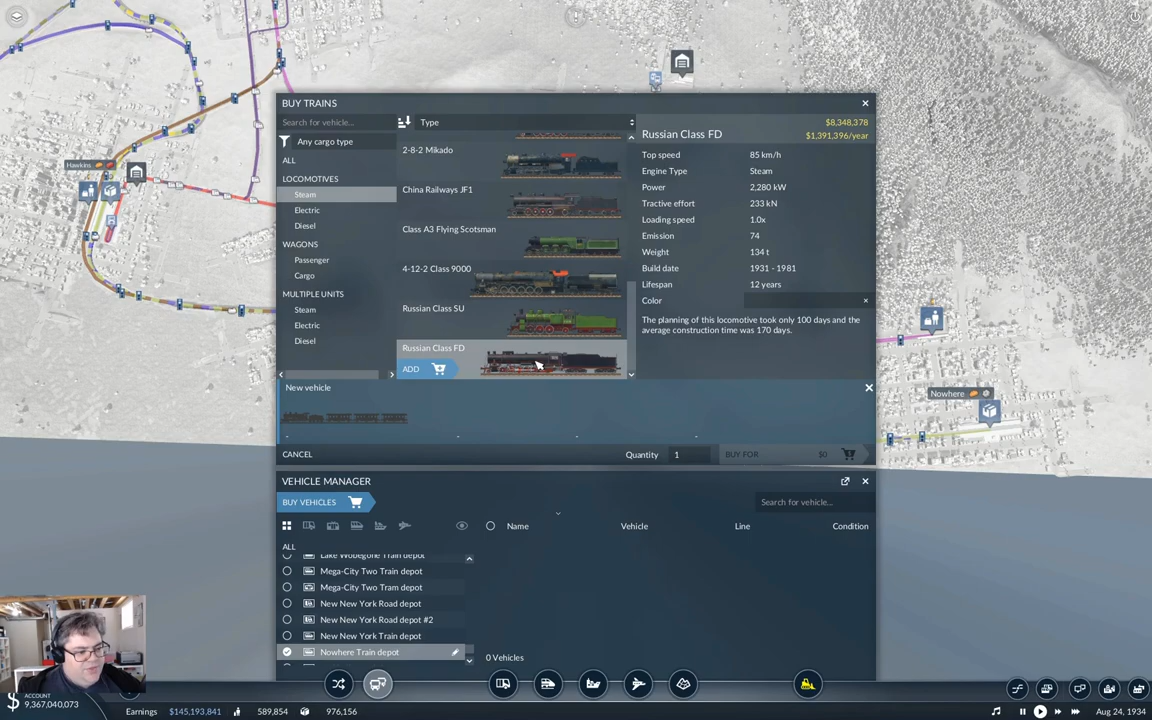 BUY TRAINS
Search for vehicle...
Type
Any cargo type
ALL
LOCOMOTIVES
Steam
Electric
Diesel
WAGONS
Passenger
Cargo
MULTIPLE UNITS
Steam
Electric
Diesel
2-8-2 Mikado
China Railways JF1
Class A3 Flying Scotsman
4-12-2 Class 9000
Russian Class SU
Russian Class FD
ADD
$8,348,378
Russian Class FD
$1,391,396/year
Top speed 85 km/h
Engine Type Steam
Power 2,280 kW
Tractive effort 233 kN
Loading speed 1.0x
Emission 74
Weight 134 t
Build date 1931 - 1981
Lifespan 12 years
Color
The planning of this locomotive took only 100 days and the
average construction time was 170 days.
New vehicle
- - - -
CANCEL
Quantity 1
BUY FOR $0
VEHICLE MANAGER
BUY VEHICLES
Search for vehicle...
Name Vehicle Line Condition
ALL
Lake Wobegone Train depot
Mega-City Two Train depot
Mega-City Two Tram depot
New New York Road depot
New New York Road depot #2
New New York Train depot
Nowhere Train depot
0 Vehicles
Hawkins
Nowhere
ACCOUNT
$ 9,367,040,073
Earnings $145,193,841
589,854
976,156
Aug 24, 1934